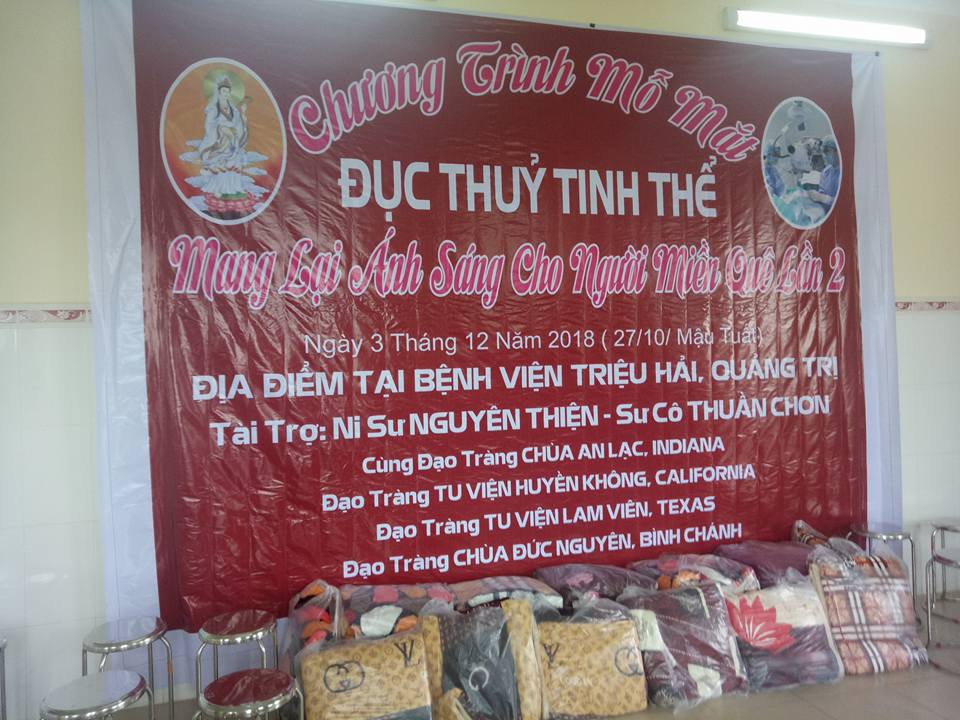 Chương Trình Mỗ Mắt
ĐỤC THUỶ TINH THỂ
Mang Lại Ánh Sáng Cho Người Miền Quê Lần 2
Ngày 3 Tháng 12 Năm 2018 ( 27/10/ Mậu Tuất)
ĐỊA ĐIỂM TẠI BỆNH VIỆN TRIỆU HẢI, QUẢNG TRỊ
Tài Trợ: Ni Sư NGUYÊN THIỆN - Sư Cô THUẦN CHƠN
Cùng Đạo Tràng CHÙA AN LẠC, INDIANA
Đạo Tràng TU VIỆN HUYỀN KHÔNG, CALIFORNIA
Đạo Tràng TU VIỆN LAM VIÊN, TEXAS
Đạo Tràng CHÙA ĐỨC NGUYÊN, BÌNH CHÁNH